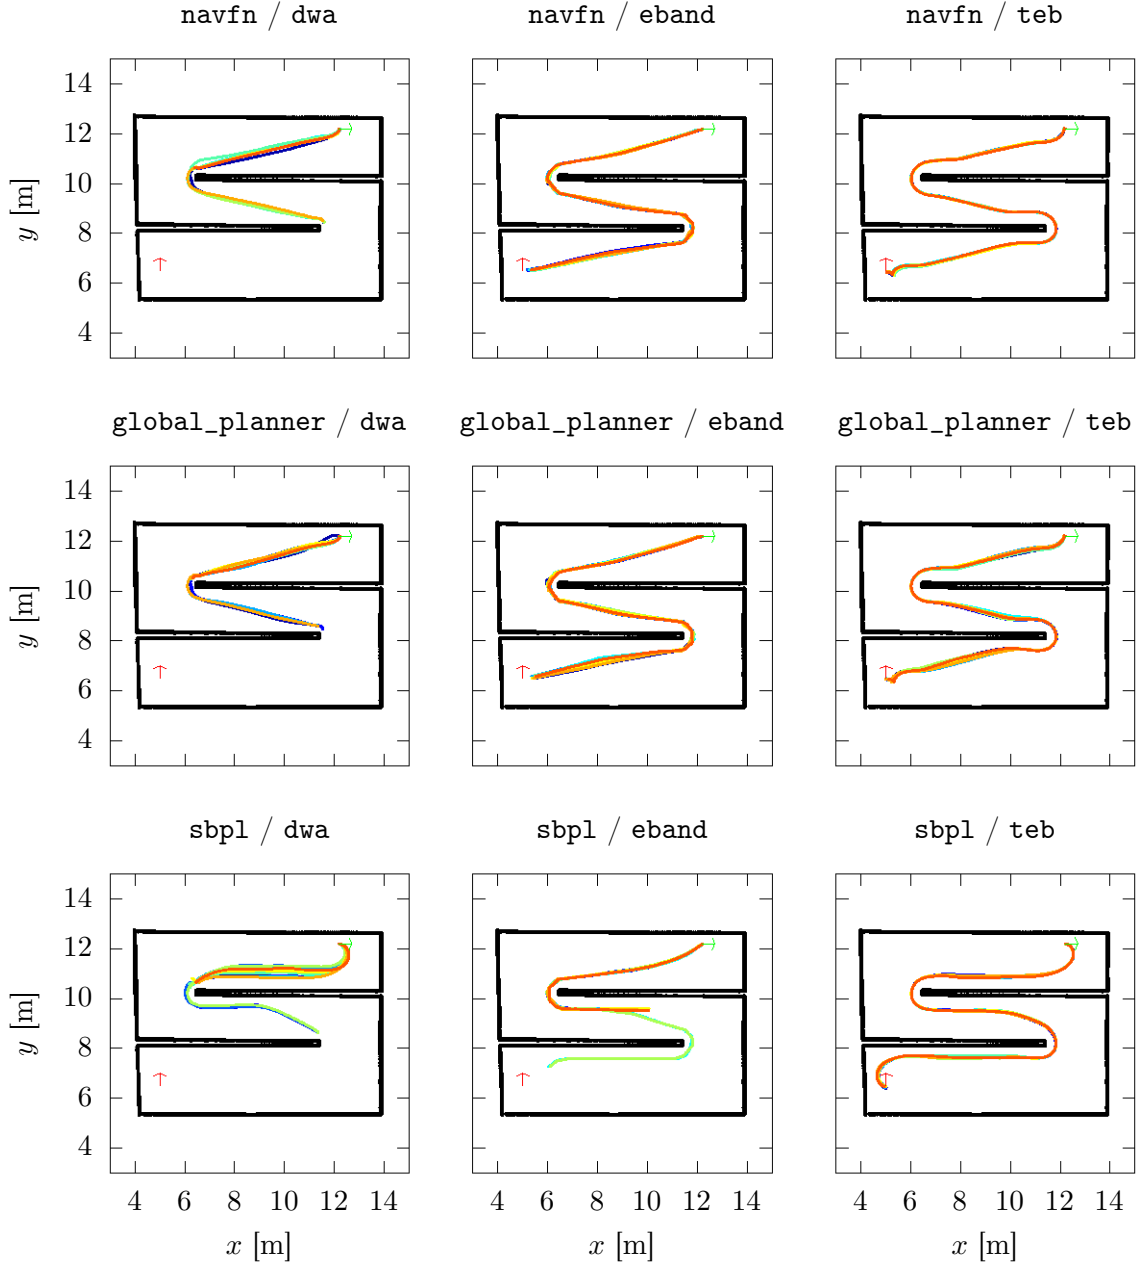 navfn / dwa
navfn / eband
navfn / teb
14
12
10
8
6
4
y [m]
global_planner / dwa
global_planner / eband
global_planner / teb
14
12
10
8
6
4
y [m]
sbpl / dwa
sbpl / eband
sbpl / teb
14
12
10
8
6
4
y [m]
4 6 8 10 12 14
4 6 8 10 12 14
4 6 8 10 12 14
x [m]
x [m]
x [m]